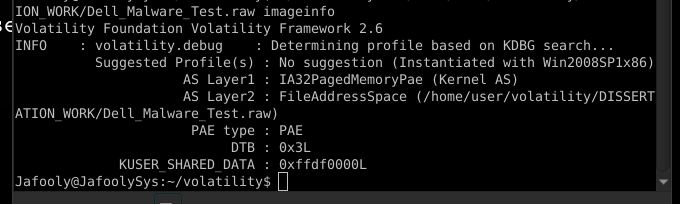 ION_WORK/Dell_Malware_Test.raw imageinfo
Volatility Foundation Volatility Framework 2.6
INFO    : volatility.debug    : Determining profile based on KDBG search...
Suggested Profile(s) : No suggestion (Instantiated with Win2008SP1x86)
AS Layer1 : IA32PagedMemoryPae (Kernel AS)
AS Layer2 : FileAddressSpace (/home/user/volatility/DISSERT
ATION_WORK/Dell_Malware_Test.raw)
PAE type : PAE
DTB : 0x3L
KUSER_SHARED_DATA : 0xffdf0000L
Jafooly@JafoolySys:~/volatility$